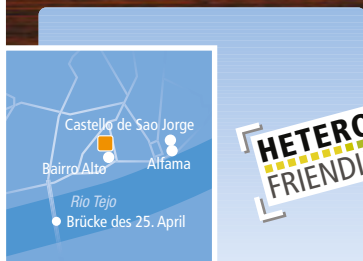 Castello de Sao Jorge
Bairro Alto
Alfama
Rio Tejo
Brücke des 25. April
HETERO
FRIENDL